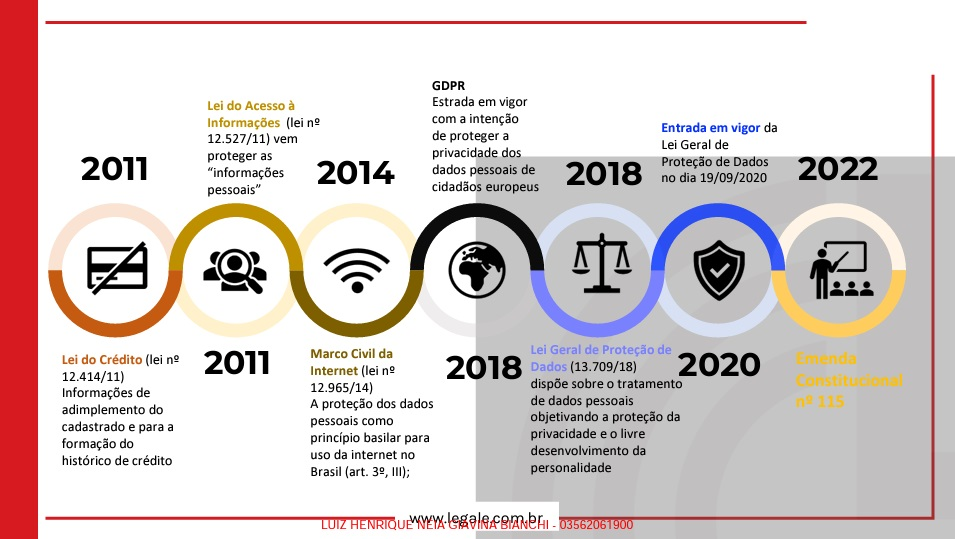 2011
Lei do Crédito (lei nº
12.414/11)
Informações de
adimplemento do
cadastrado e para a
formação do
histórico de crédito
Lei do Acesso à
Informações (lei nº
12.527/11) vem
proteger as
“informações
pessoais”
2011
2014
Marco Civil da
Internet (lei nº
12.965/14)
A proteção dos dados
pessoais como
princípio basilar para
uso da internet no
Brasil (art. 3º, III);
GDPR
Estrada em vigor
com a intenção
de proteger a
privacidade dos
dados pessoais de
cidadãos europeus
2018
2018
Lei Geral de Proteção de
Dados (13.709/18)
dispõe sobre o tratamento
de dados pessoais
objetivando a proteção da
privacidade e o livre
desenvolvimento da
personalidade
Entrada em vigor da
Lei Geral de
Proteção de Dados
no dia 19/09/2020
2020
2022
Emenda
Constitucional
nº 115
www.legale.com.br
LUIZ HENRIQUE NEIA GIAVINA BIANCHI - 03562061900